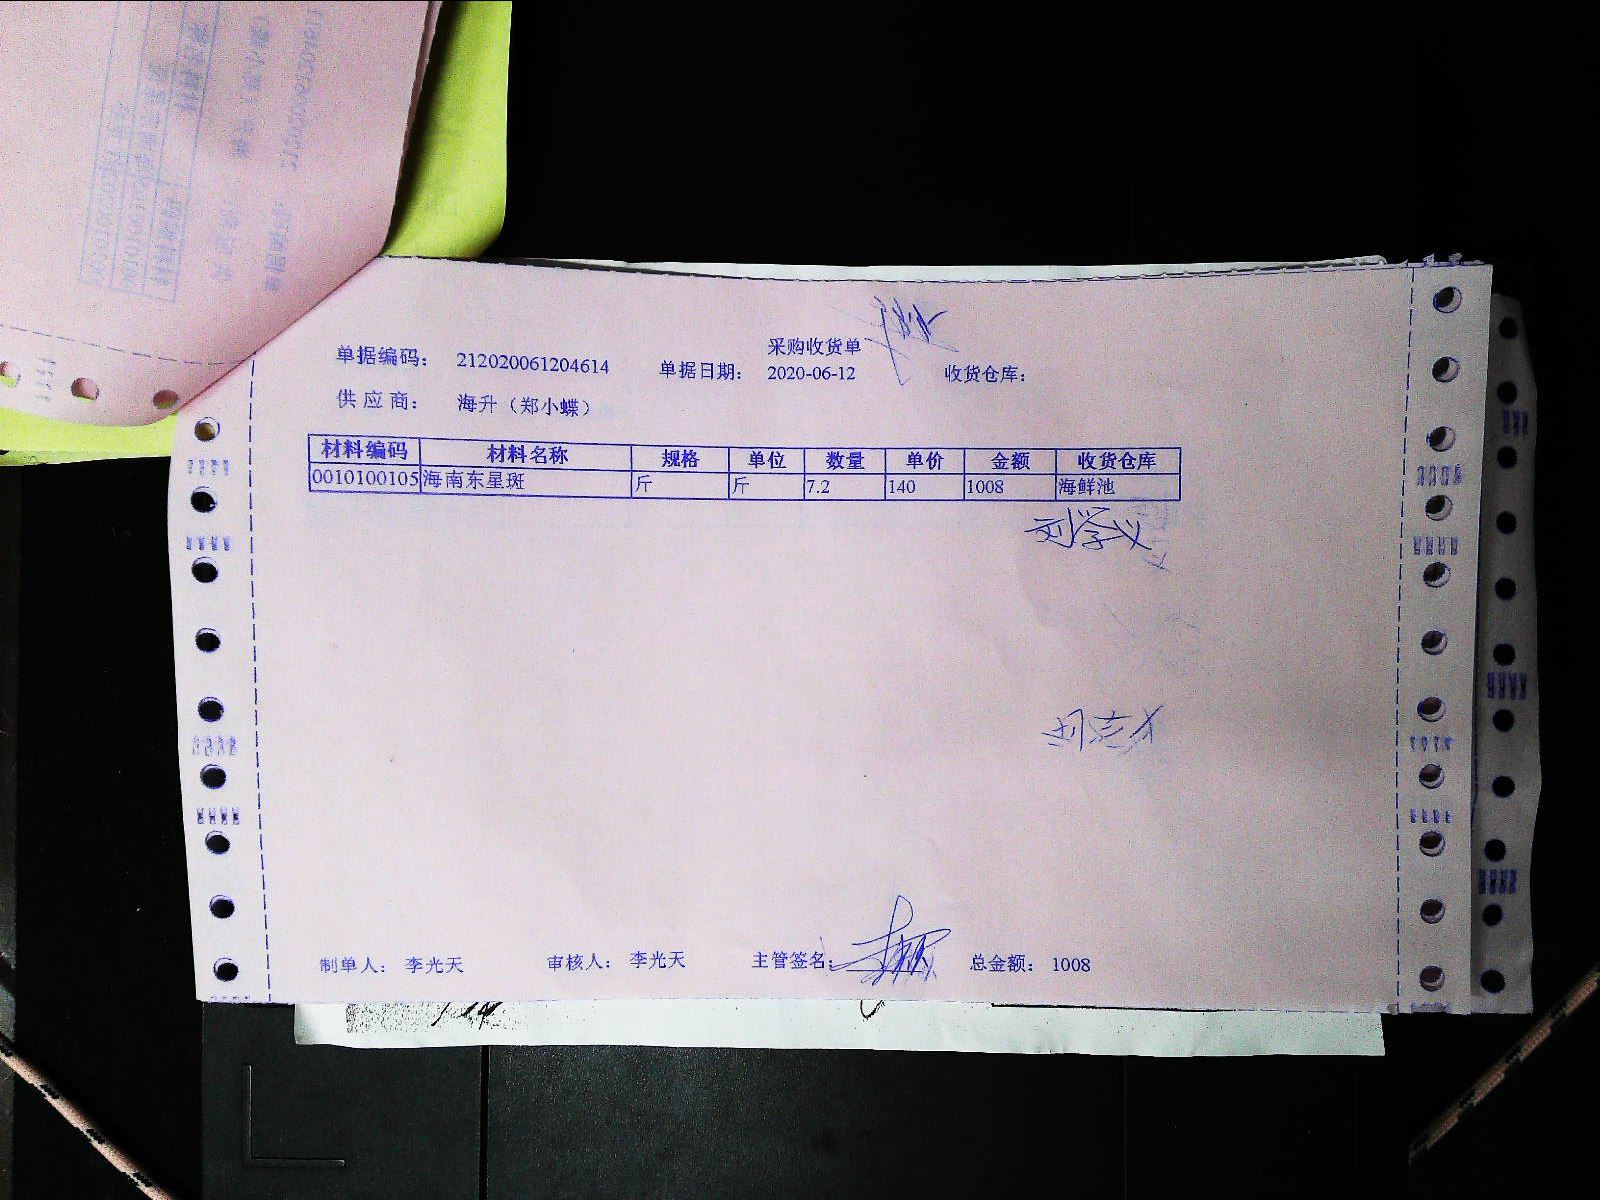 采购收货单
单据编码: 212020061204614 单据日期: 2020-06-12 收货仓库:
供应商: 海升（郑小蝶）
材料编码 材料名称 规格 单位 数量 单价 金额 收货仓库
0010100105 海南东星斑 斤 斤 7.2 140 1008 海鲜池
刘学义
制单人: 李光天 审核人: 李光天 主管签名: 总金额: 1008